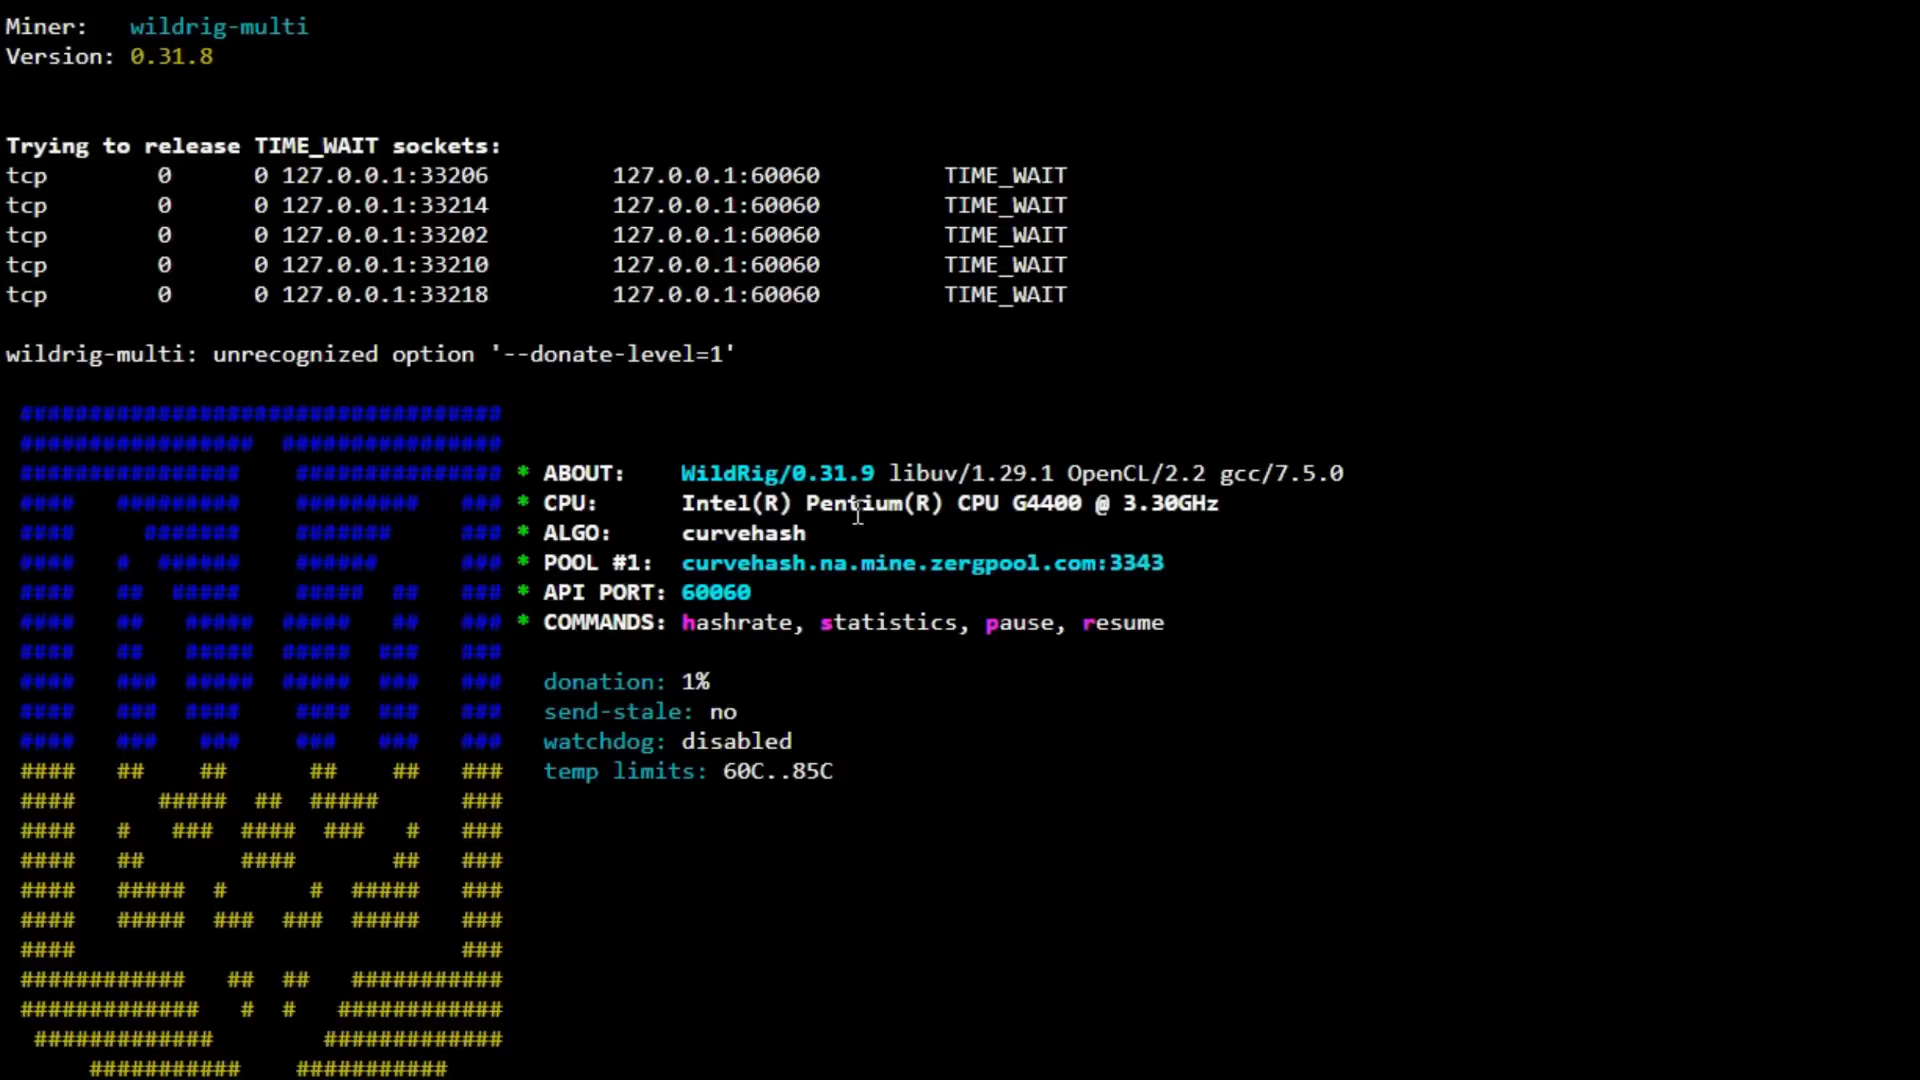 Miner:   wildrig-multi
Version: 0.31.8
Trying to release TIME_WAIT sockets:
tcp        0      0 127.0.0.1:33206         127.0.0.1:60060         TIME_WAIT
tcp        0      0 127.0.0.1:33214         127.0.0.1:60060         TIME_WAIT
tcp        0      0 127.0.0.1:33202         127.0.0.1:60060         TIME_WAIT
tcp        0      0 127.0.0.1:33210         127.0.0.1:60060         TIME_WAIT
tcp        0      0 127.0.0.1:33218         127.0.0.1:60060         TIME_WAIT
wildrig-multi: unrecognized option '--donate-level=1'
* ABOUT:    WildRig/0.31.9 libuv/1.29.1 OpenCL/2.2 gcc/7.5.0
* CPU:      Intel(R) Pentium(R) CPU G4400 @ 3.30GHz
* ALGO:     curvehash
* POOL #1:  curvehash.na.mine.zergpool.com:3343
* API PORT: 60060
* COMMANDS: hashrate, statistics, pause, resume
donation: 1%
send-stale: no
watchdog: disabled
temp limits: 60C..85C